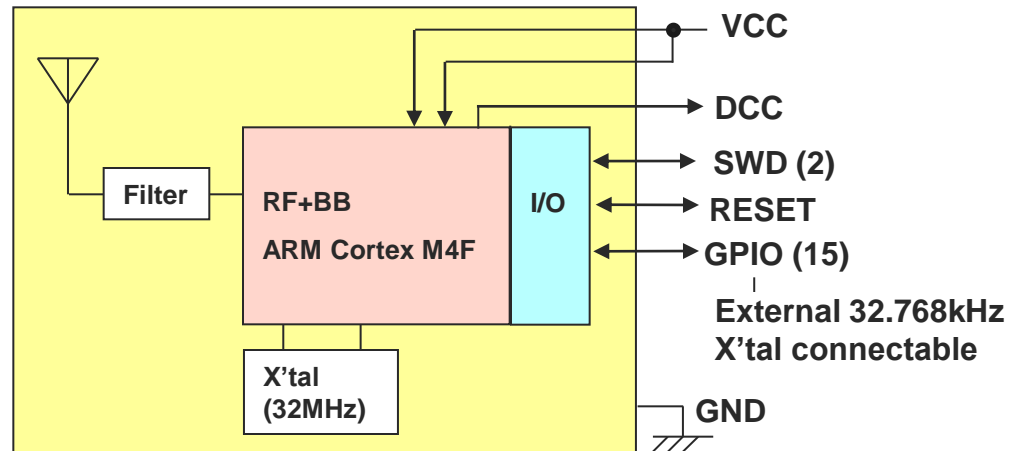 VCC
DCC
SWD (2)
RESET
GPIO (15)
External 32.768kHz
X'tal connectable
GND
Filter
RF+BB
ARM Cortex M4F
I/O
X'tal
(32MHz)